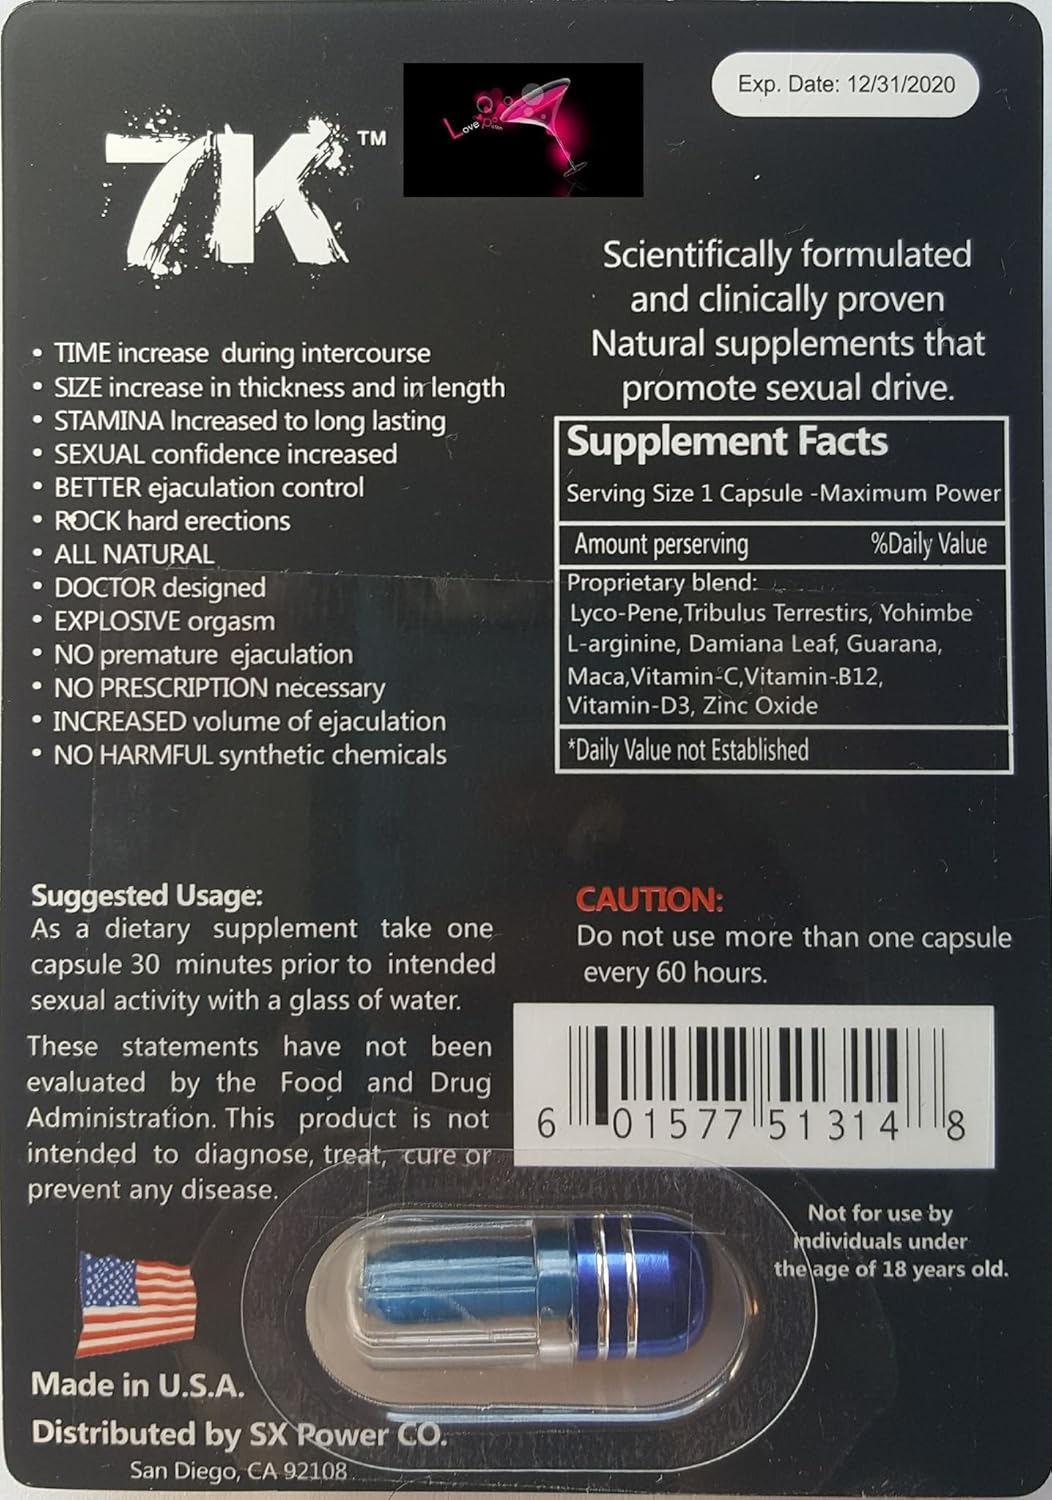 Exp. Date: 12/31/2020
7K™
Love
Scientifically formulated
and clinically proven
Natural supplements that
promote sexual drive.
• TIME increase during intercourse
• SIZE increase in thickness and in length
• STAMINA Increased to long lasting
• SEXUAL confidence increased
• BETTER ejaculation control
• ROCK hard erections
• ALL NATURAL
• DOCTOR designed
• EXPLOSIVE orgasm
• NO premature ejaculation
• NO PRESCRIPTION necessary
• INCREASED volume of ejaculation
• NO HARMFUL synthetic chemicals
Supplement Facts
Serving Size 1 Capsule -Maximum Power
Amount perserving %Daily Value
Proprietary blend:
Lyco-Pene,Tribulus Terrestirs, Yohimbe
L-arginine, Damiana Leaf, Guarana,
Maca,Vitamin-C,Vitamin-B12,
Vitamin-D3, Zinc Oxide
*Daily Value not Established
Suggested Usage:
As a dietary supplement take one
capsule 30 minutes prior to intended
sexual activity with a glass of water.
These statements have not been
evaluated by the Food and Drug
Administration. This product is not
intended to diagnose, treat, cure or
prevent any disease.
CAUTION:
Do not use more than one capsule
every 60 hours.
6 01577 51314 8
Not for use by
individuals under
the age of 18 years old.
Made in U.S.A.
Distributed by SX Power CO.
San Diego, CA 92108